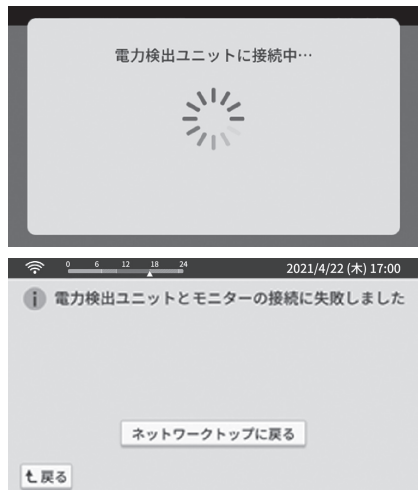 電力検出ユニットに接続中…
0 6 12 18 24
2021/4/22 (木) 17:00
電力検出ユニットとモニターの接続に失敗しました
ネットワークトップに戻る
戻る